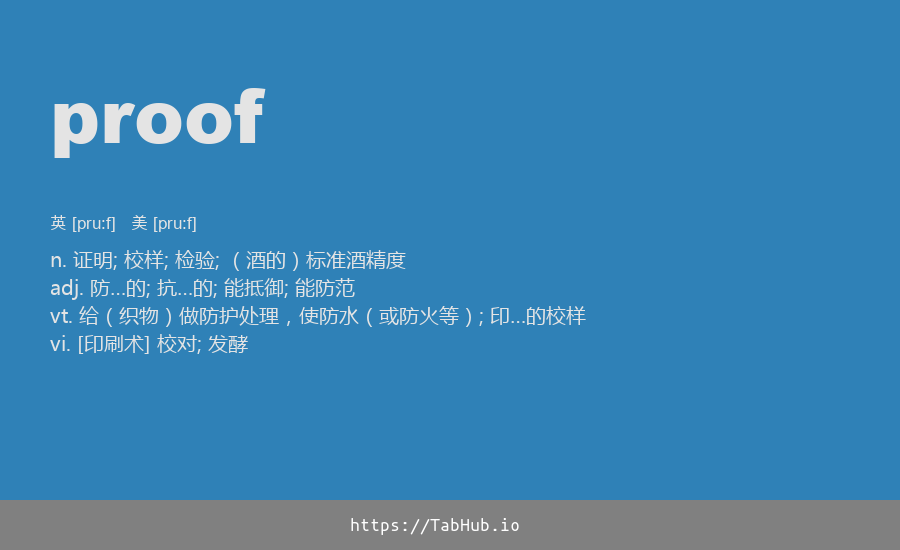 proof
英 [pru:f] 美 [pru:f]
n. 证明; 校样; 检验; （酒的）标准酒精度
adj. 防…的; 抗…的; 能抵御; 能防范
vt. 给（织物）做防护处理，使防水（或防火等）; 印…的校样
vi. [印刷术] 校对; 发酵
https://TabHub.io